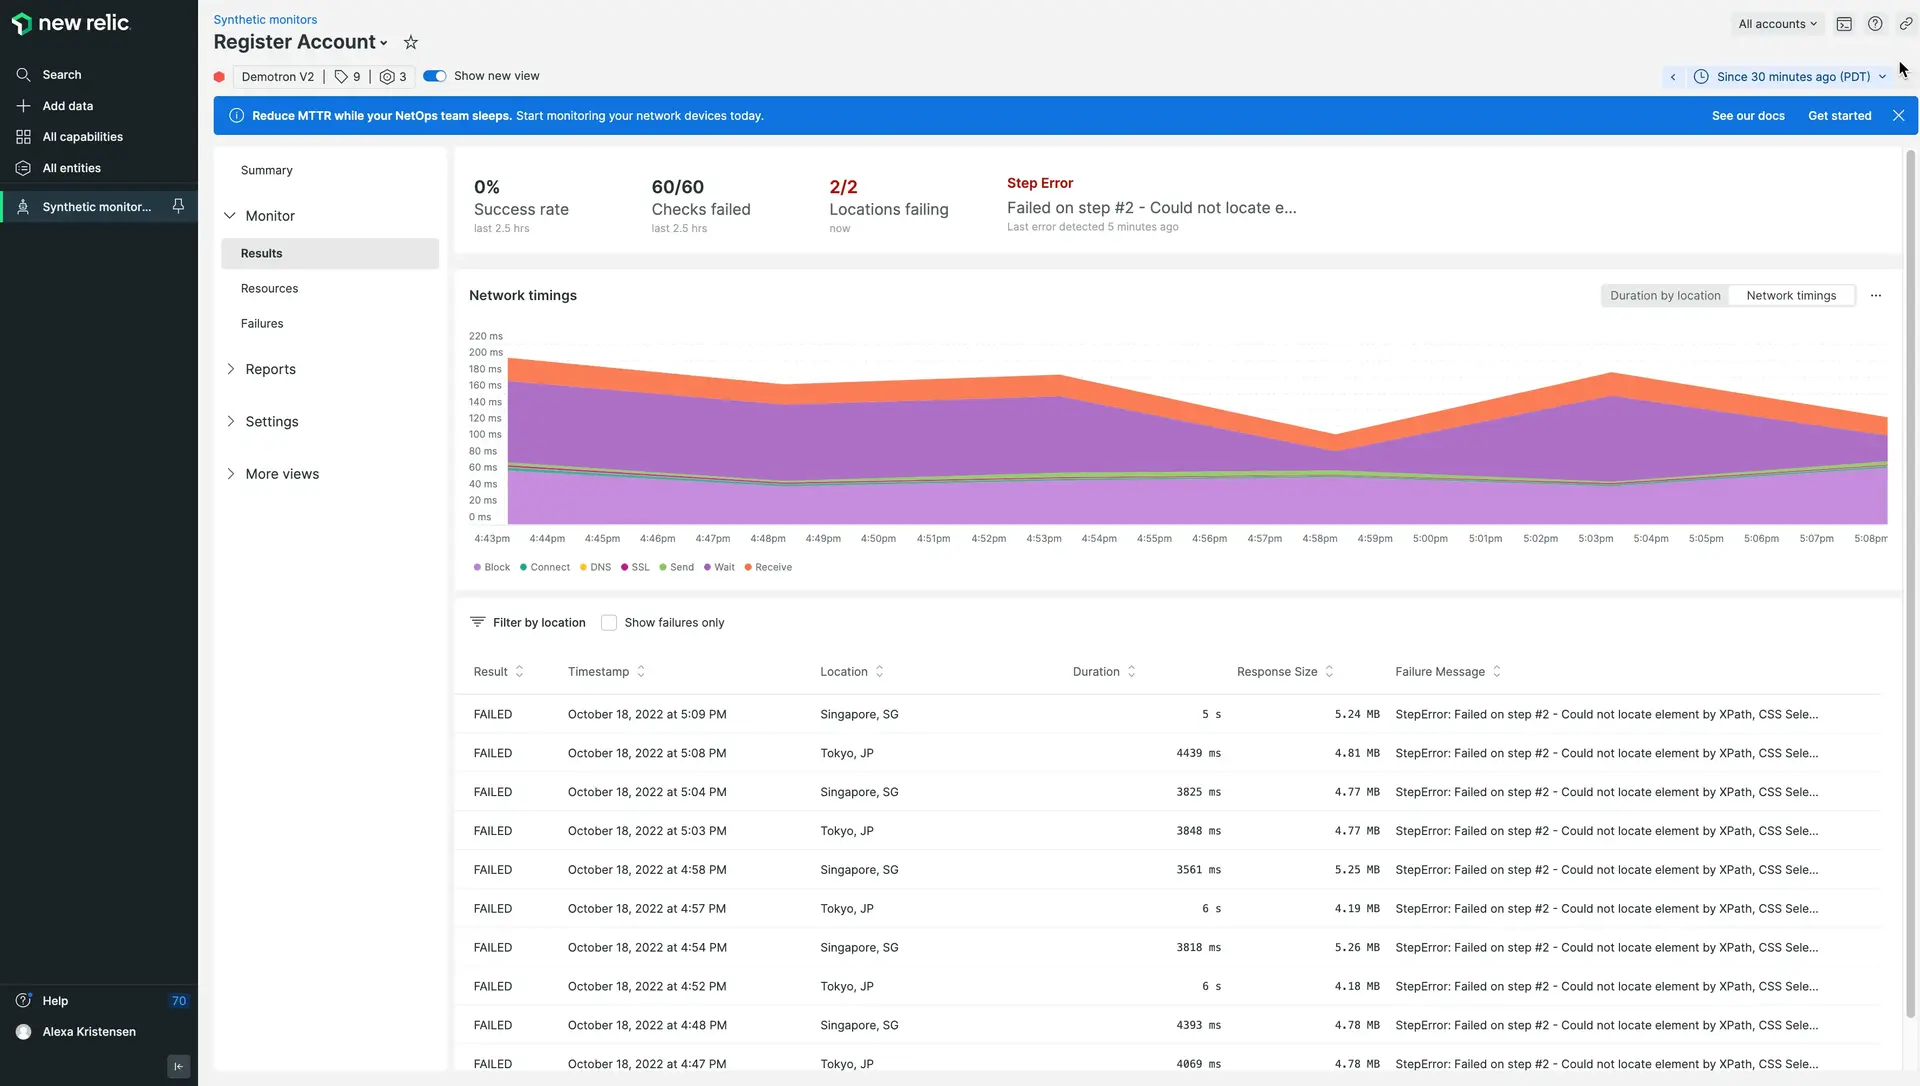 new relic
Search
Add data
All capabilities
All entities
Synthetic monitor...
Help 70
Alexa Kristensen
Synthetic monitors
Register Account
Demotron V2 | 9 | 3 Show new view
All accounts
Since 30 minutes ago (PDT)
Reduce MTTR while your NetOps team sleeps. Start monitoring your network devices today. See our docs Get started
Summary
Monitor
Results
Resources
Failures
Reports
Settings
More views
0%
Success rate
last 2.5 hrs
60/60
Checks failed
last 2.5 hrs
2/2
Locations failing
now
Step Error
Failed on step #2 - Could not locate e...
Last error detected 5 minutes ago
Network timings
Duration by location Network timings
220 ms
200 ms
180 ms
160 ms
140 ms
120 ms
100 ms
80 ms
60 ms
40 ms
20 ms
0 ms
4:43pm 4:44pm 4:45pm 4:46pm 4:47pm 4:48pm 4:49pm 4:50pm 4:51pm 4:52pm 4:53pm 4:54pm 4:55pm 4:56pm 4:57pm 4:58pm 4:59pm 5:00pm 5:01pm 5:02pm 5:03pm 5:04pm 5:05pm 5:06pm 5:07pm 5:08pm
Block Connect DNS SSL Send Wait Receive
Filter by location Show failures only
Result Timestamp Location Duration Response Size Failure Message
FAILED October 18, 2022 at 5:09 PM Singapore, SG 5 s 5.24 MB StepError: Failed on step #2 - Could not locate element by XPath, CSS Sele...
FAILED October 18, 2022 at 5:08 PM Tokyo, JP 4439 ms 4.81 MB StepError: Failed on step #2 - Could not locate element by XPath, CSS Sele...
FAILED October 18, 2022 at 5:04 PM Singapore, SG 3825 ms 4.77 MB StepError: Failed on step #2 - Could not locate element by XPath, CSS Sele...
FAILED October 18, 2022 at 5:03 PM Tokyo, JP 3848 ms 4.77 MB StepError: Failed on step #2 - Could not locate element by XPath, CSS Sele...
FAILED October 18, 2022 at 4:58 PM Singapore, SG 3561 ms 5.25 MB StepError: Failed on step #2 - Could not locate element by XPath, CSS Sele...
FAILED October 18, 2022 at 4:57 PM Tokyo, JP 6 s 4.19 MB StepError: Failed on step #2 - Could not locate element by XPath, CSS Sele...
FAILED October 18, 2022 at 4:54 PM Singapore, SG 3818 ms 5.26 MB StepError: Failed on step #2 - Could not locate element by XPath, CSS Sele...
FAILED October 18, 2022 at 4:52 PM Tokyo, JP 6 s 4.18 MB StepError: Failed on step #2 - Could not locate element by XPath, CSS Sele...
FAILED October 18, 2022 at 4:48 PM Singapore, SG 4393 ms 4.78 MB StepError: Failed on step #2 - Could not locate element by XPath, CSS Sele...
FAILED October 18, 2022 at 4:47 PM Tokyo, JP 4069 ms 4.78 MB StepError: Failed on step #2 - Could not locate element by XPath, CSS Sele...